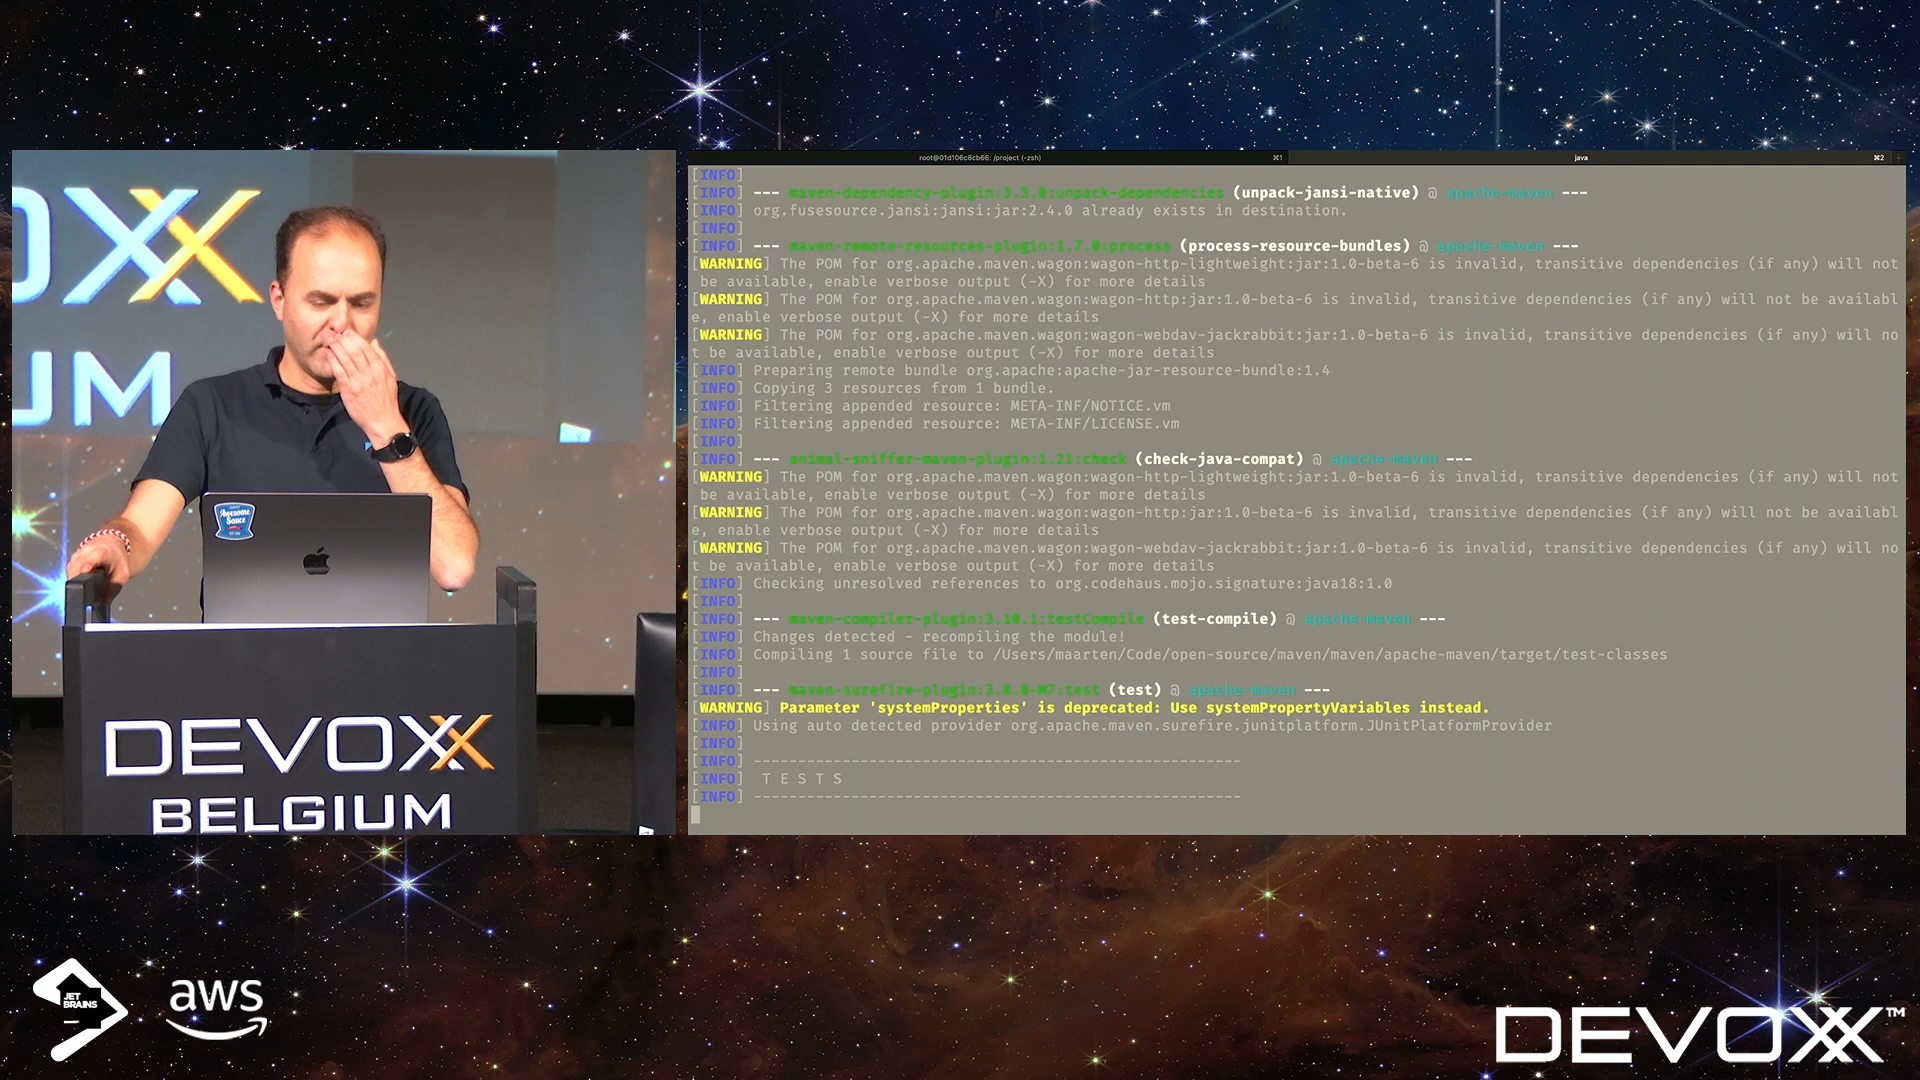 OXX
UM
Awesome
Sauce
DEVOXX
BELGIUM
root@01d106c8cb66: /project (-zsh)
⌘1
java
⌘2
[INFO]
[INFO] --- maven-dependency-plugin:3.3.0:unpack-dependencies (unpack-jansi-native) @ apache-maven ---
[INFO] org.fusesource.jansi:jansi:jar:2.4.0 already exists in destination.
[INFO]
[INFO] --- maven-remote-resources-plugin:1.7.0:process (process-resource-bundles) @ apache-maven ---
[WARNING] The POM for org.apache.maven.wagon:wagon-http-lightweight:jar:1.0-beta-6 is invalid, transitive dependencies (if any) will not
be available, enable verbose output (-X) for more details
[WARNING] The POM for org.apache.maven.wagon:wagon-http:jar:1.0-beta-6 is invalid, transitive dependencies (if any) will not be availabl
e, enable verbose output (-X) for more details
[WARNING] The POM for org.apache.maven.wagon:wagon-webdav-jackrabbit:jar:1.0-beta-6 is invalid, transitive dependencies (if any) will no
t be available, enable verbose output (-X) for more details
[INFO] Preparing remote bundle org.apache:apache-jar-resource-bundle:1.4
[INFO] Copying 3 resources from 1 bundle.
[INFO] Filtering appended resource: META-INF/NOTICE.vm
[INFO] Filtering appended resource: META-INF/LICENSE.vm
[INFO]
[INFO] --- animal-sniffer-maven-plugin:1.21:check (check-java-compat) @ apache-maven ---
[WARNING] The POM for org.apache.maven.wagon:wagon-http-lightweight:jar:1.0-beta-6 is invalid, transitive dependencies (if any) will not
be available, enable verbose output (-X) for more details
[WARNING] The POM for org.apache.maven.wagon:wagon-http:jar:1.0-beta-6 is invalid, transitive dependencies (if any) will not be availabl
e, enable verbose output (-X) for more details
[WARNING] The POM for org.apache.maven.wagon:wagon-webdav-jackrabbit:jar:1.0-beta-6 is invalid, transitive dependencies (if any) will no
t be available, enable verbose output (-X) for more details
[INFO] Checking unresolved references to org.codehaus.mojo.signature:java18:1.0
[INFO]
[INFO] --- maven-compiler-plugin:3.10.1:testCompile (test-compile) @ apache-maven ---
[INFO] Changes detected - recompiling the module!
[INFO] Compiling 1 source file to /Users/maarten/Code/open-source/maven/maven/apache-maven/target/test-classes
[INFO]
[INFO] --- maven-surefire-plugin:3.0.0-M7:test (test) @ apache-maven ---
[WARNING] Parameter 'systemProperties' is deprecated: Use systemPropertyVariables instead.
[INFO] Using auto detected provider org.apache.maven.surefire.junitplatform.JUnitPlatformProvider
[INFO]
[INFO] -------------------------------------------------------
[INFO]  T E S T S
[INFO] -------------------------------------------------------
JET
BRAINS
aws
DEVOXX™